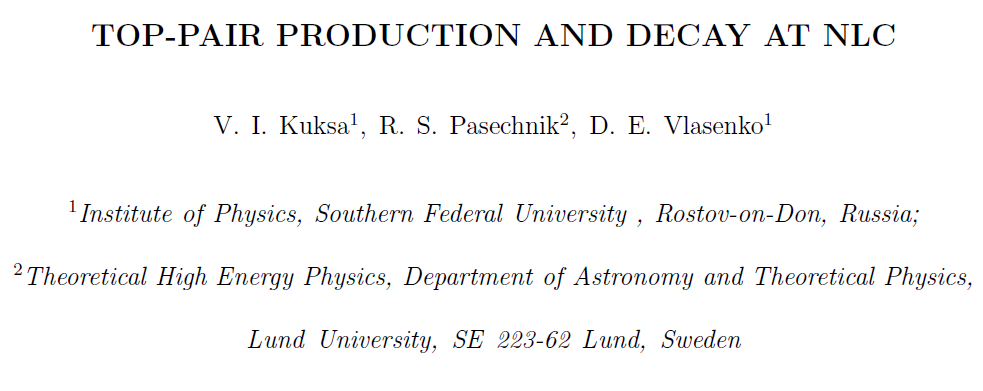 TOP-PAIR PRODUCTION AND DECAY AT NLC
V. I. Kuksa¹, R. S. Pasechnik², D. E. Vlasenko¹
¹Institute of Physics, Southern Federal University , Rostov-on-Don, Russia;
²Theoretical High Energy Physics, Department of Astronomy and Theoretical Physics,
Lund University, SE 223-62 Lund, Sweden